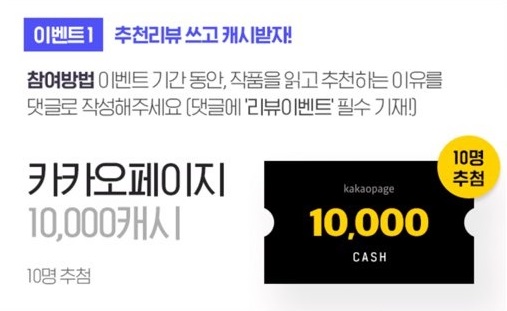 이벤트 1 추천리뷰 쓰고 캐시받자!
참여방법 이벤트 기간 동안, 작품을 읽고 추천하는 이유를
댓글로 작성해주세요 (댓글에 '리뷰이벤트' 필수 기재!)
카카오페이지
10,000캐시
10명 추첨
10명
추첨
kakaopage
10,000
CASH